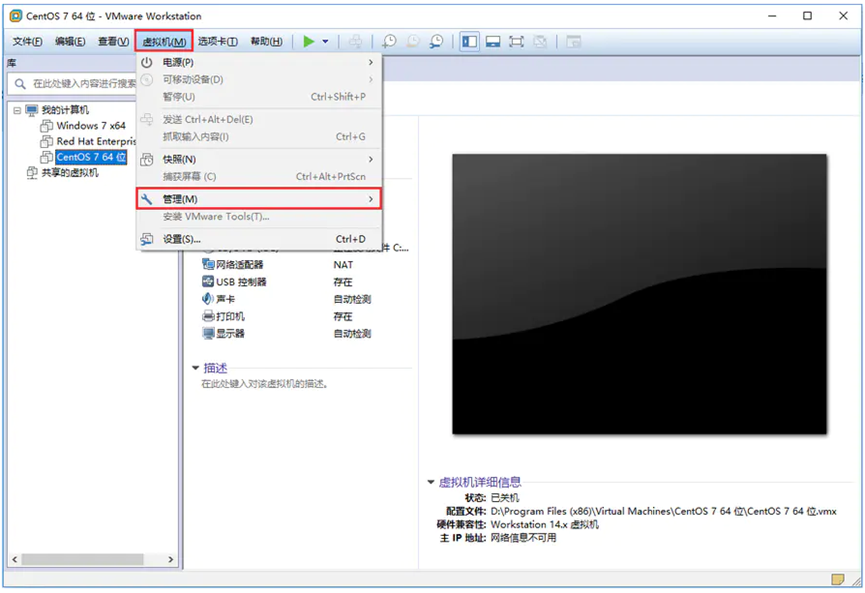 CentOS 7 64 位 - VMware Workstation
文件(F) 编辑(E) 查看(V) 虚拟机(M) 选项卡(T) 帮助(H)
库
在此处键入内容进行搜索
我的计算机
Windows 7 x64
Red Hat Enterpris
CentOS 7 64 位
共享的虚拟机
电源(P)
可移动设备(D)
暂停(U) Ctrl+Shift+P
发送 Ctrl+Alt+Del(E)
抓取输入内容(I) Ctrl+G
快照(N)
捕获屏幕 (C) Ctrl+Alt+PrtScn
管理(M)
安装 VMware Tools(T)...
设置(S)... Ctrl+D
件 C:...
网络适配器 NAT
USB 控制器 存在
声卡 自动检测
打印机 存在
显示器 自动检测
描述
在此处键入对该虚拟机的描述。
虚拟机详细信息
状态: 已关机
配置文件: D:\Program Files (x86)\Virtual Machines\CentOS 7 64 位\CentOS 7 64 位.vmx
硬件兼容性: Workstation 14.x 虚拟机
主 IP 地址: 网络信息不可用